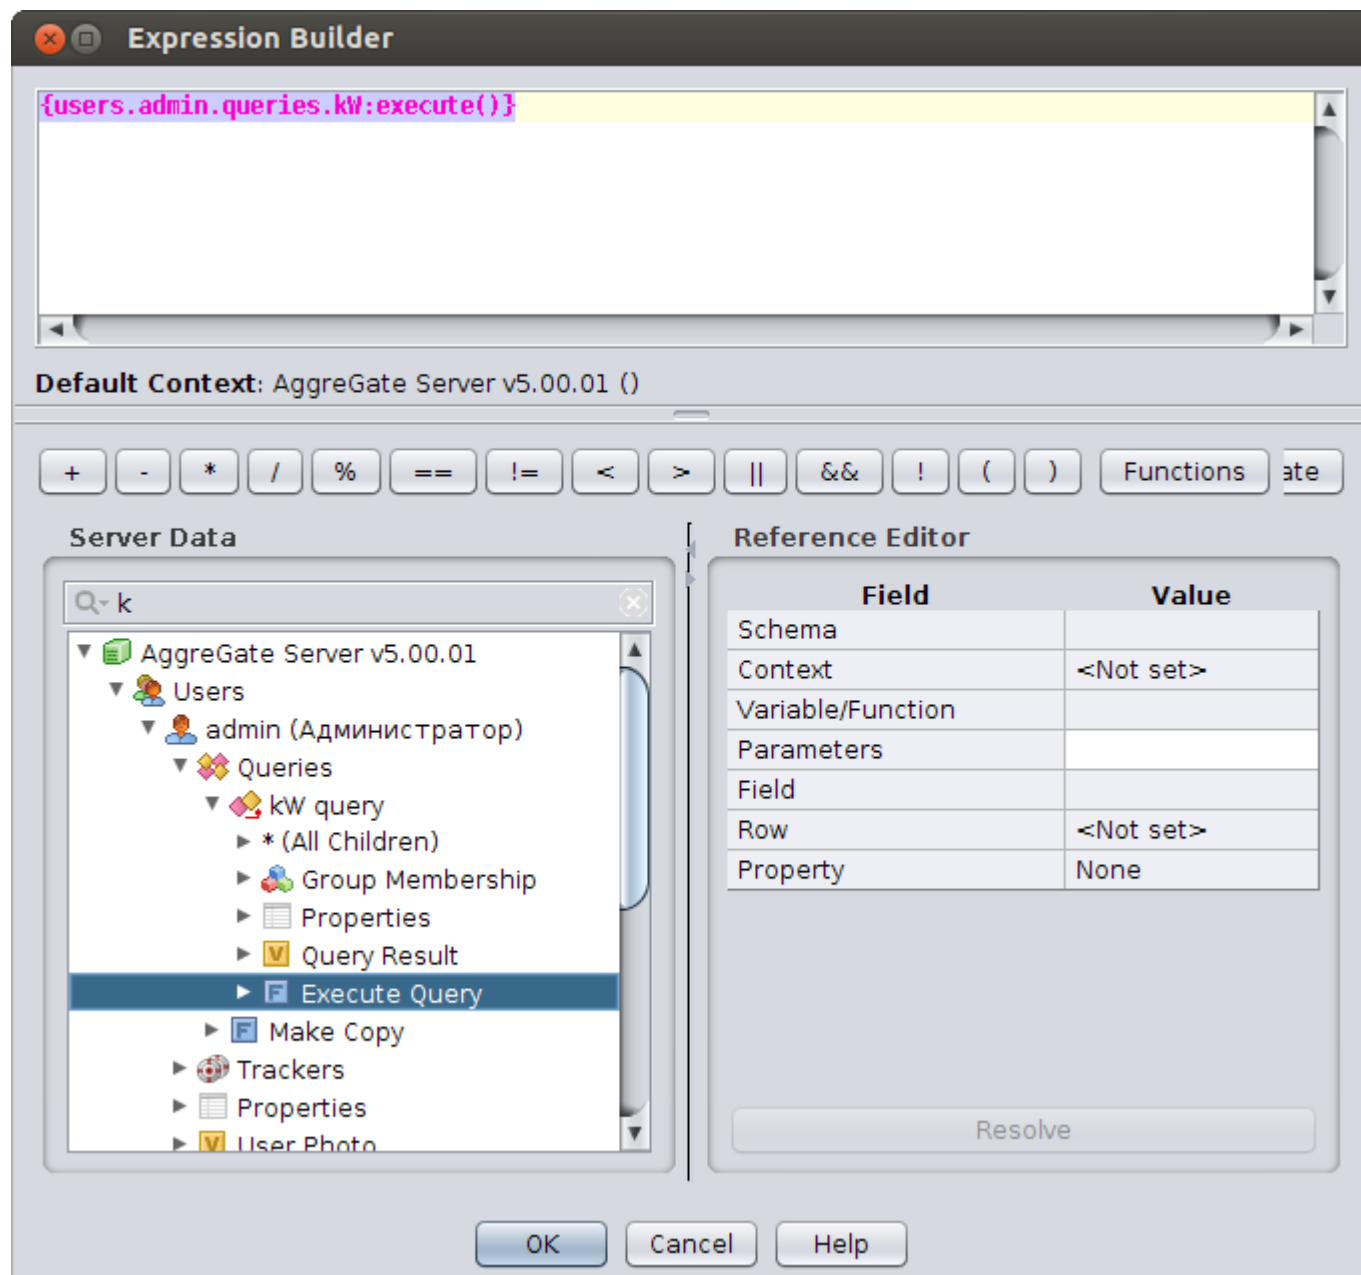 Expression Builder
{users.admin.queries.kW:execute()}
Default Context: AggreGate Server v5.00.01 ()
+ - * / % == != < > || && ! ( ) Functions ate
Server Data
k
AggreGate Server v5.00.01
Users
admin (Администратор)
Queries
kW query
* (All Children)
Group Membership
Properties
Query Result
Execute Query
Make Copy
Trackers
Properties
User Photo
Reference Editor
Field Value
Schema
Context <Not set>
Variable/Function
Parameters
Field
Row <Not set>
Property None
Resolve
OK Cancel Help